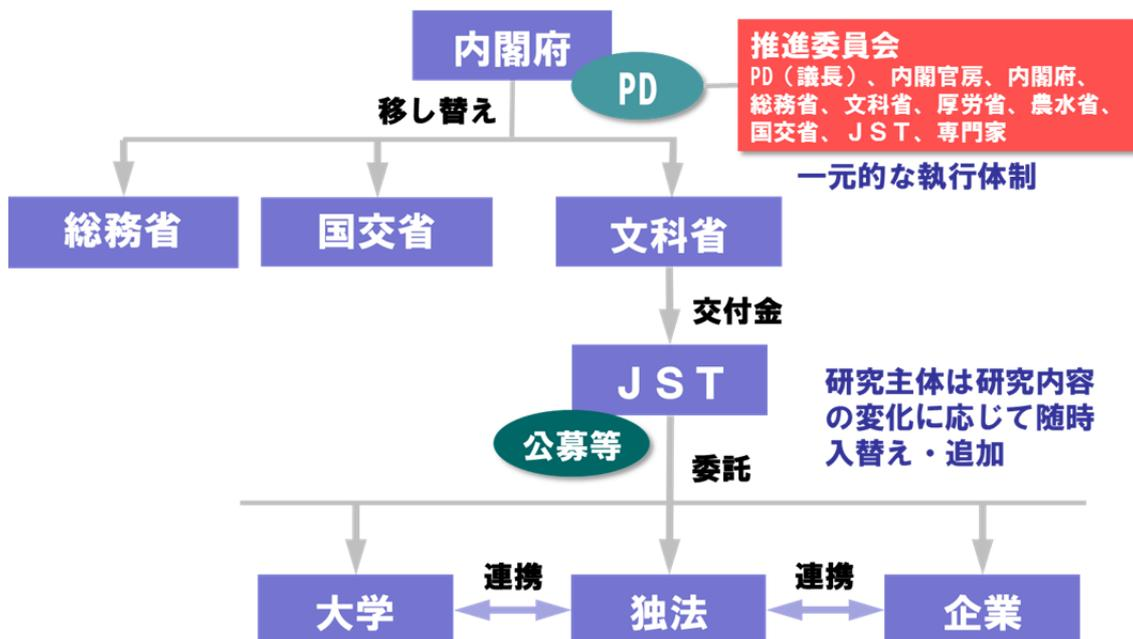 内閣府
PD
推進委員会
PD(議長)、内閣官房、内閣府、
総務省、文科省、厚労省、農水省、
国交省、JST、専門家
移し替え
一元的な執行体制
総務省
国交省
文科省
交付金
JST
研究主体は研究内容
の変化に応じて随時
入替え・追加
公募等
委託
連携
連携
大学
独法
企業